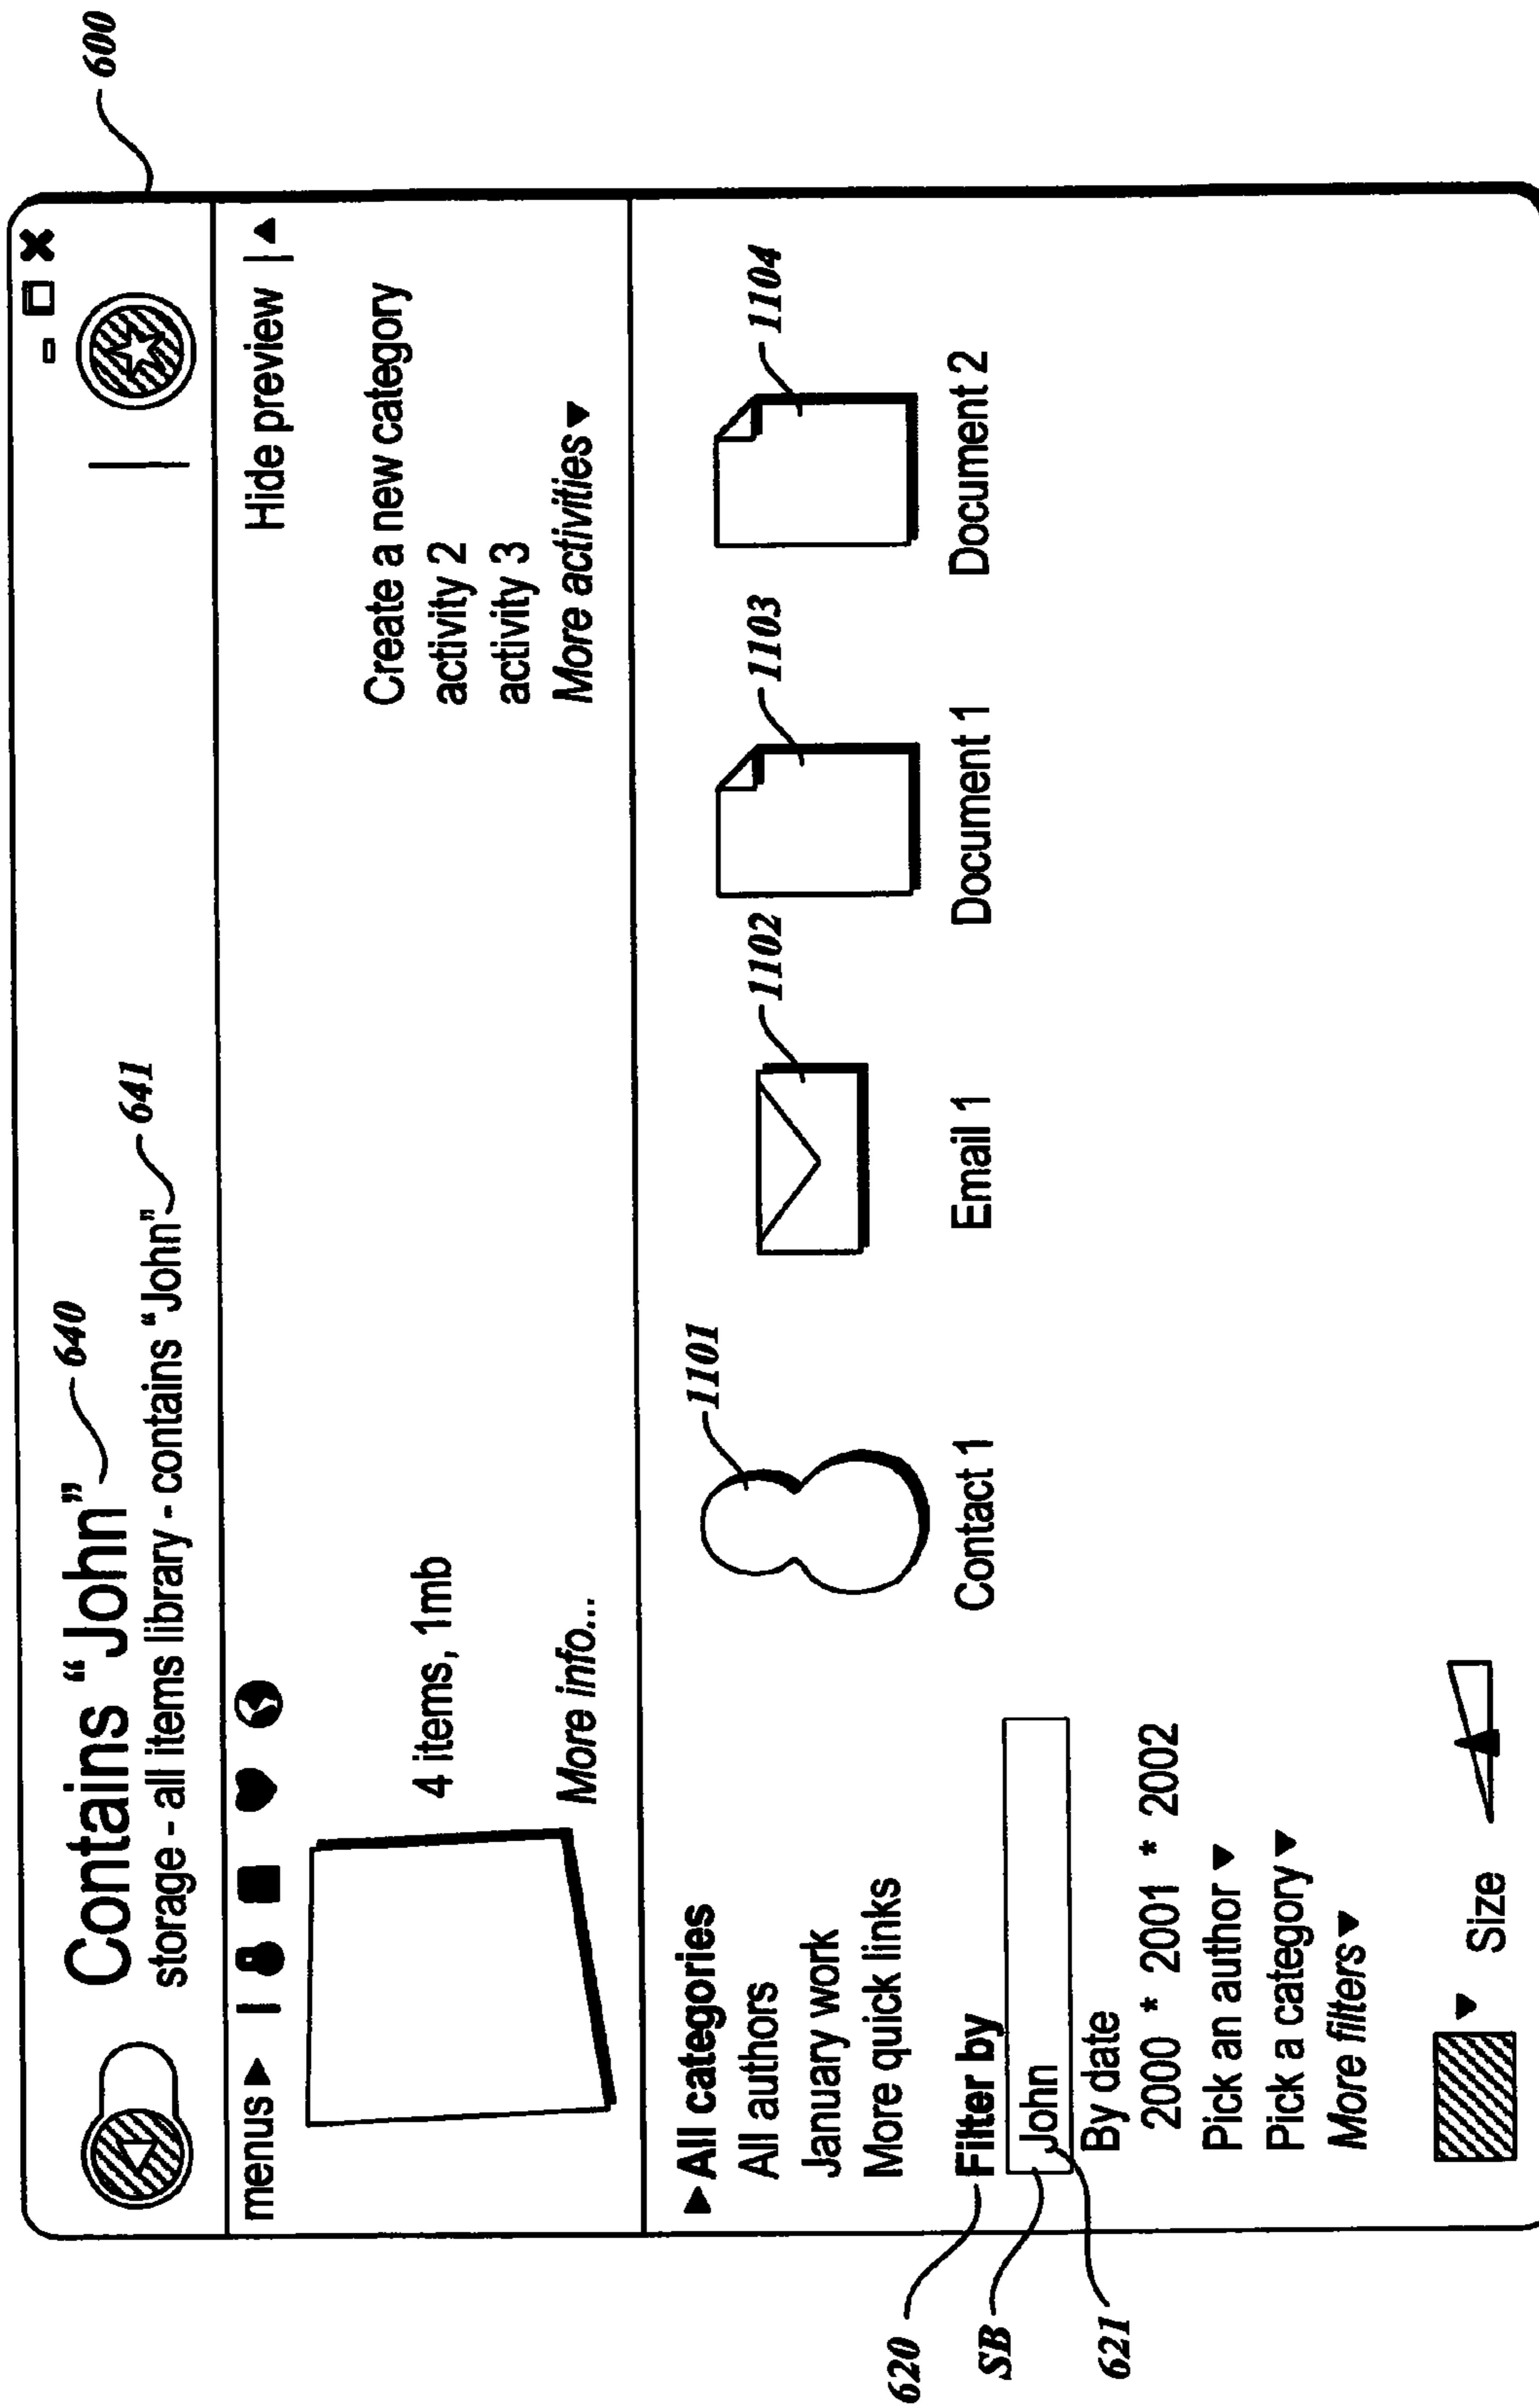 600
Contains “John” 640
storage - all items library - contains “John” 641
menus
Hide preview
4 items, 1mb
More info...
Create a new category
activity 2
activity 3
More activities
All categories
All authors
January work
More quick links
620 Filter by
SB John
621
By date
2000 * 2001 * 2002
Pick an author
Pick a category
More filters
Size
1101
Contact 1
1102
Email 1
1103
Document 1
1104
Document 2